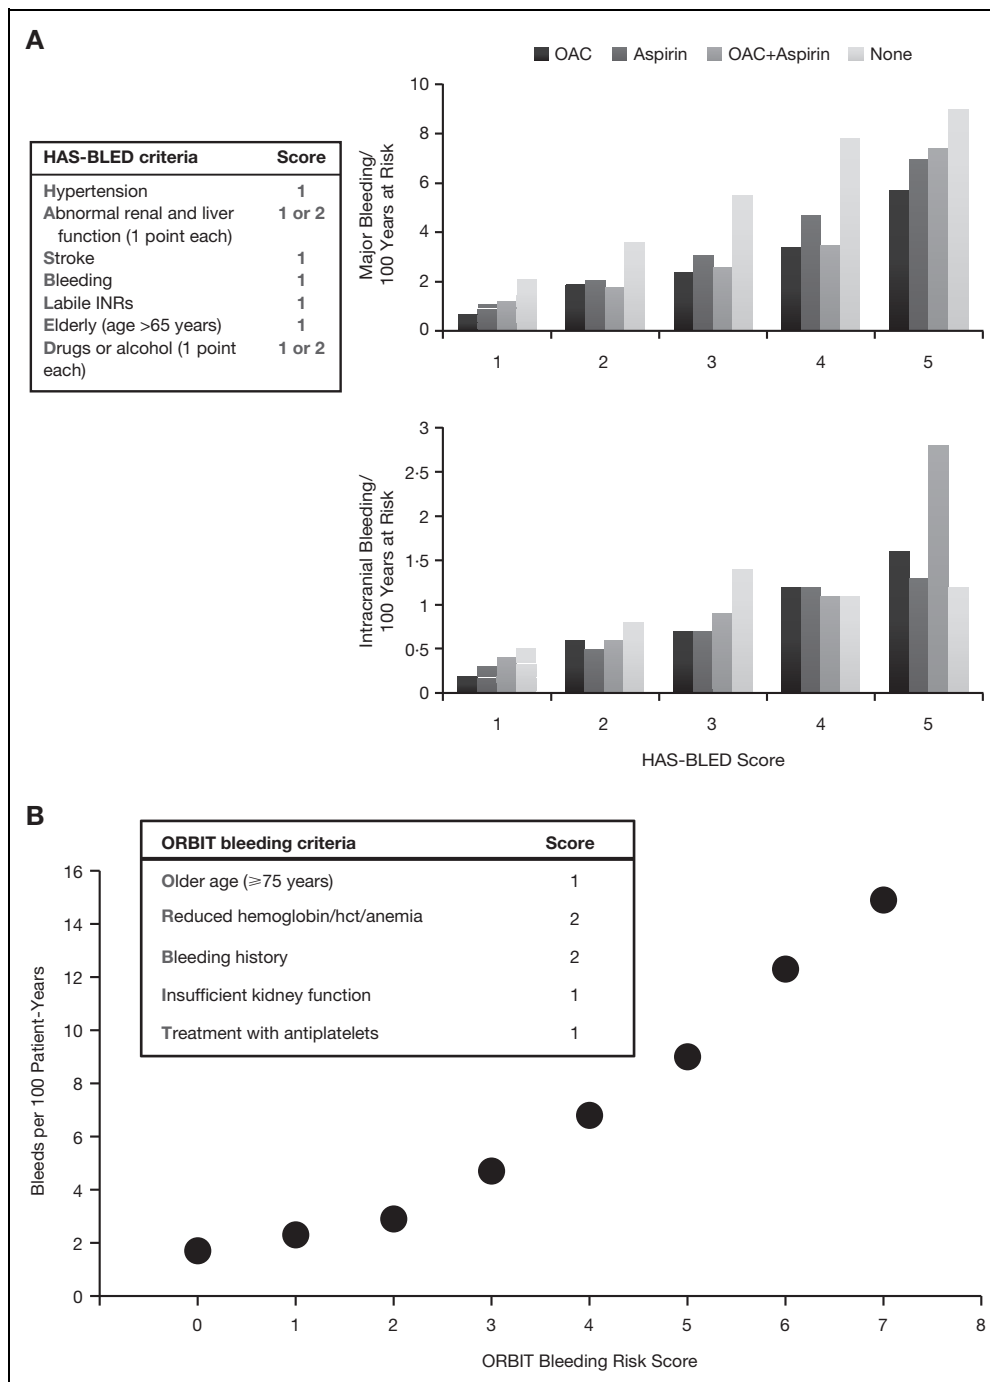 A
OAC Aspirin OAC+Aspirin None
HAS-BLED criteria Score
Hypertension 1
Abnormal renal and liver 1 or 2
function (1 point each)
Stroke 1
Bleeding 1
Labile INRs 1
Elderly (age >65 years) 1
Drugs or alcohol (1 point 1 or 2
each)
Major Bleeding/
100 Years at Risk
10
8
6
4
2
0
1 2 3 4 5
Intracranial Bleeding/
100 Years at Risk
3
2·5
2
1·5
1
0·5
0
1 2 3 4 5
HAS-BLED Score
B
ORBIT bleeding criteria Score
Older age (⩾75 years) 1
Reduced hemoglobin/hct/anemia 2
Bleeding history 2
Insufficient kidney function 1
Treatment with antiplatelets 1
Bleeds per 100 Patient-Years
16
14
12
10
8
6
4
2
0
0 1 2 3 4 5 6 7 8
ORBIT Bleeding Risk Score